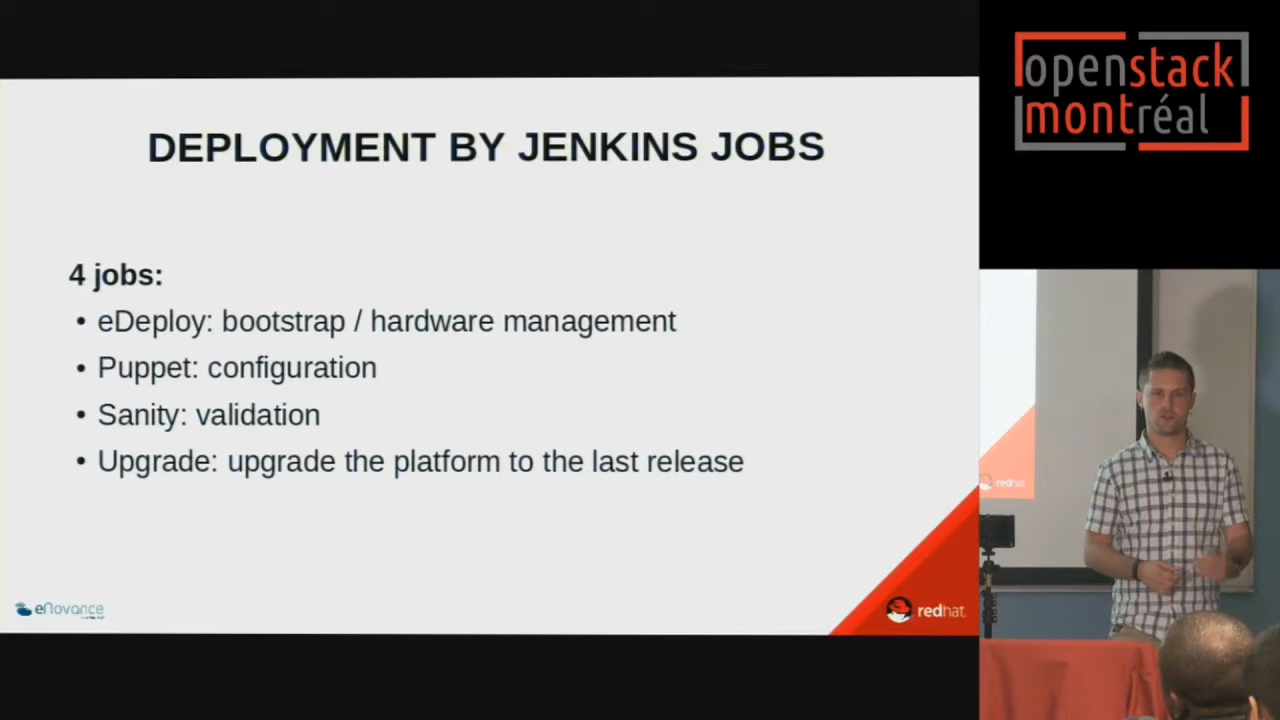 DEPLOYMENT BY JENKINS JOBS
4 jobs:
• eDeploy: bootstrap / hardware management
• Puppet: configuration
• Sanity: validation
• Upgrade: upgrade the platform to the last release
eNovance
redhat.
openstack
montréal
redhat